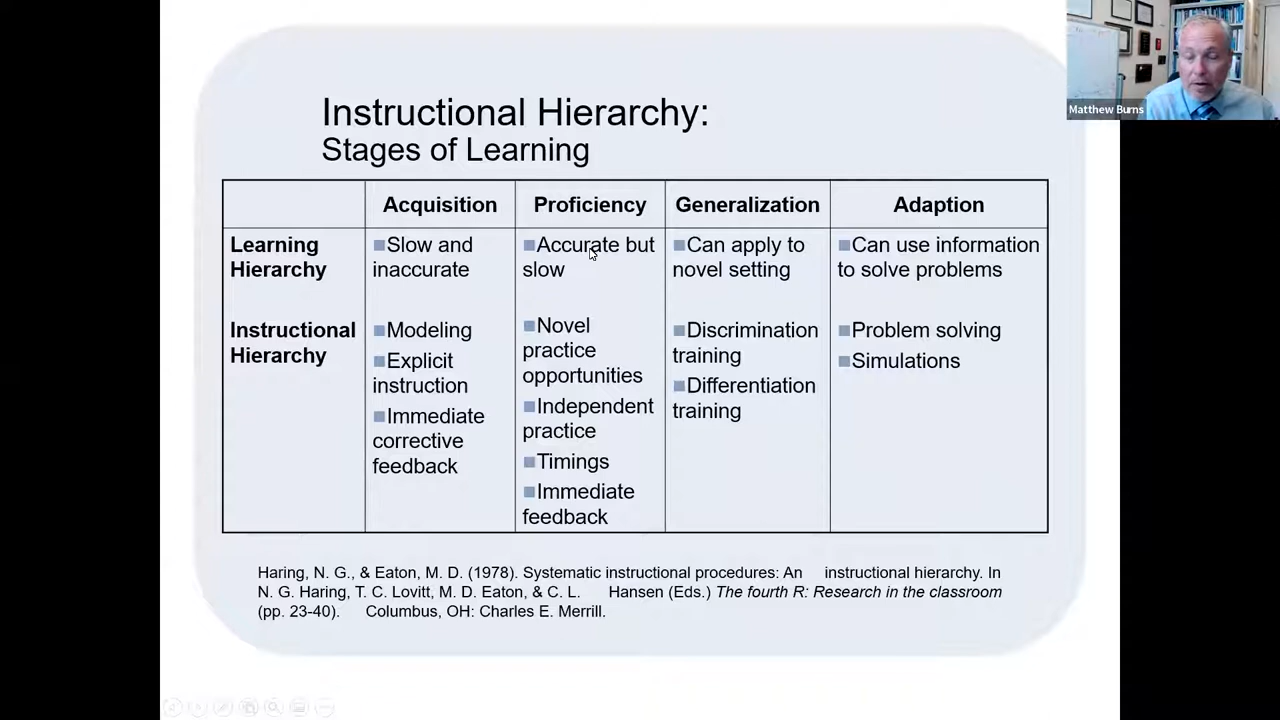 Matthew Burns
Instructional Hierarchy:
Stages of Learning
Acquisition
Proficiency
Generalization
Adaption
Learning
Hierarchy
Slow and
inaccurate
Accurate but
slow
Can apply to
novel setting
Can use information
to solve problems
Instructional
Hierarchy
Modeling
Explicit
instruction
Immediate
corrective
feedback
Novel
practice
opportunities
Independent
practice
Timings
Immediate
feedback
Discrimination
training
Differentiation
training
Problem solving
Simulations
Haring, N. G., & Eaton, M. D. (1978). Systematic instructional procedures: An instructional hierarchy. In
N. G. Haring, T. C. Lovitt, M. D. Eaton, & C. L. Hansen (Eds.) The fourth R: Research in the classroom
(pp. 23-40). Columbus, OH: Charles E. Merrill.